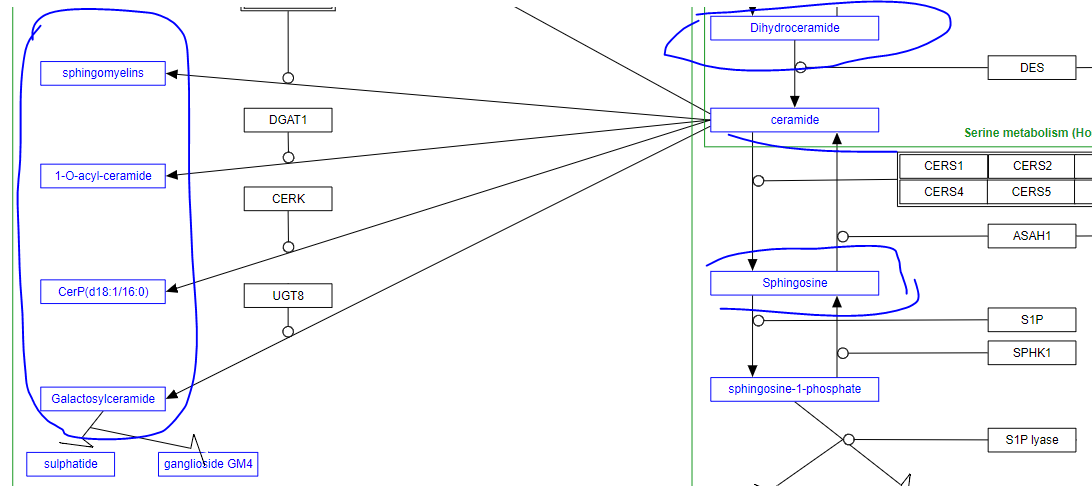 Dihydroceramide
sphingomyelins
DES
DGAT1
ceramide
Serine metabolism (Ho
CERS1 CERS2
1-O-acyl-ceramide
CERS4 CERS5
CERK
ASAH1
CerP(d18:1/16:0)
UGT8
Sphingosine
S1P
SPHK1
Galactosylceramide
sphingosine-1-phosphate
S1P lyase
sulphatide
ganglioside GM4